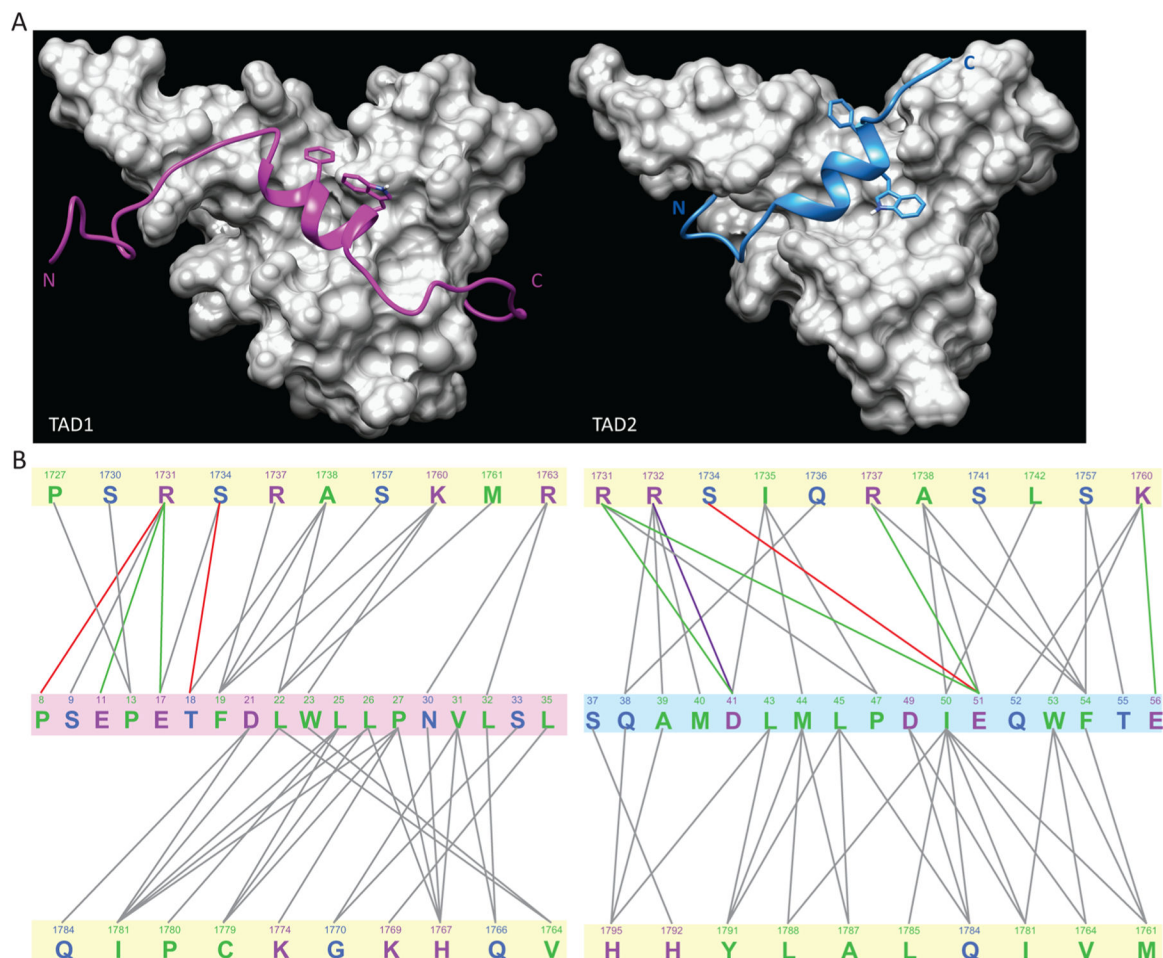 A
N
C
TAD1
N
C
TAD2
B
1727 1730 1731 1734 1737 1738 1757 1760 1761 1763
P S R S R A S K M R
8 9 11 13 17 18 19 21 22 23 25 26 27 30 31 32 33 35
P S E P E T F D L W L L P N V L S L
1784 1781 1780 1779 1774 1770 1769 1767 1766 1764
Q I P C K G K H Q V
1731 1732 1734 1735 1736 1737 1738 1741 1742 1757 1760
R R S I Q R A S L S K
37 38 39 40 41 43 44 45 47 49 50 51 52 53 54 55 56
S Q A M D L M L P D I E Q W F T E
1795 1792 1791 1788 1787 1785 1784 1781 1764 1761
H H Y L A L Q I V M